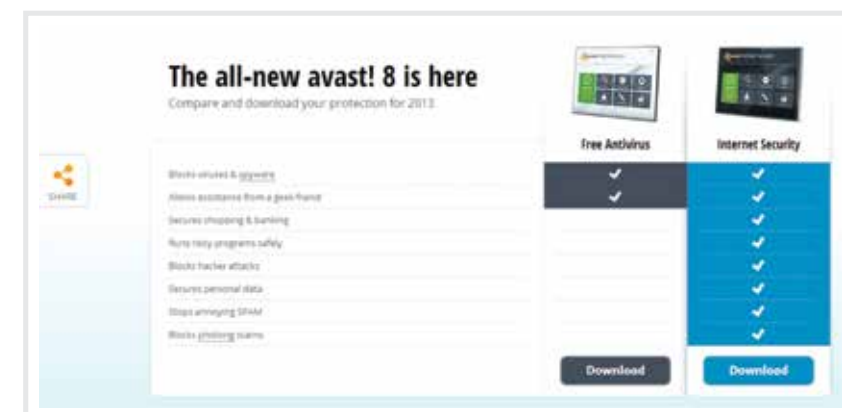 The all-new avast! 8 is here
Compare and download your protection for 2013
Free Antivirus
Internet Security
SHARE
Blocks viruses & spyware
Allows assistance from a geek friend
Secures shopping & banking
Runs risky programs safely
Blocks hacker attacks
Secures personal data
Stops annoying SPAM
Blocks phishing scams
Download
Download